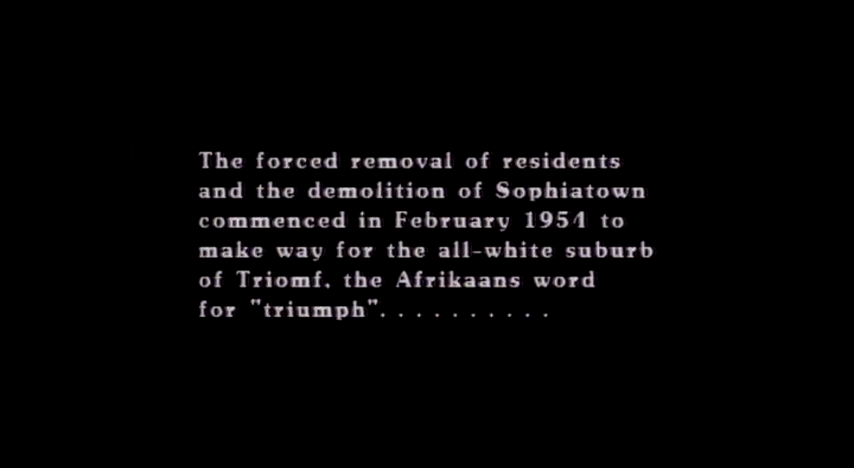 The forced removal of residents
and the demolition of Sophiatown
commenced in February 1954 to
make way for the all-white suburb
of Triomf, the Afrikaans word
for "triumph". . . . . . . . . .